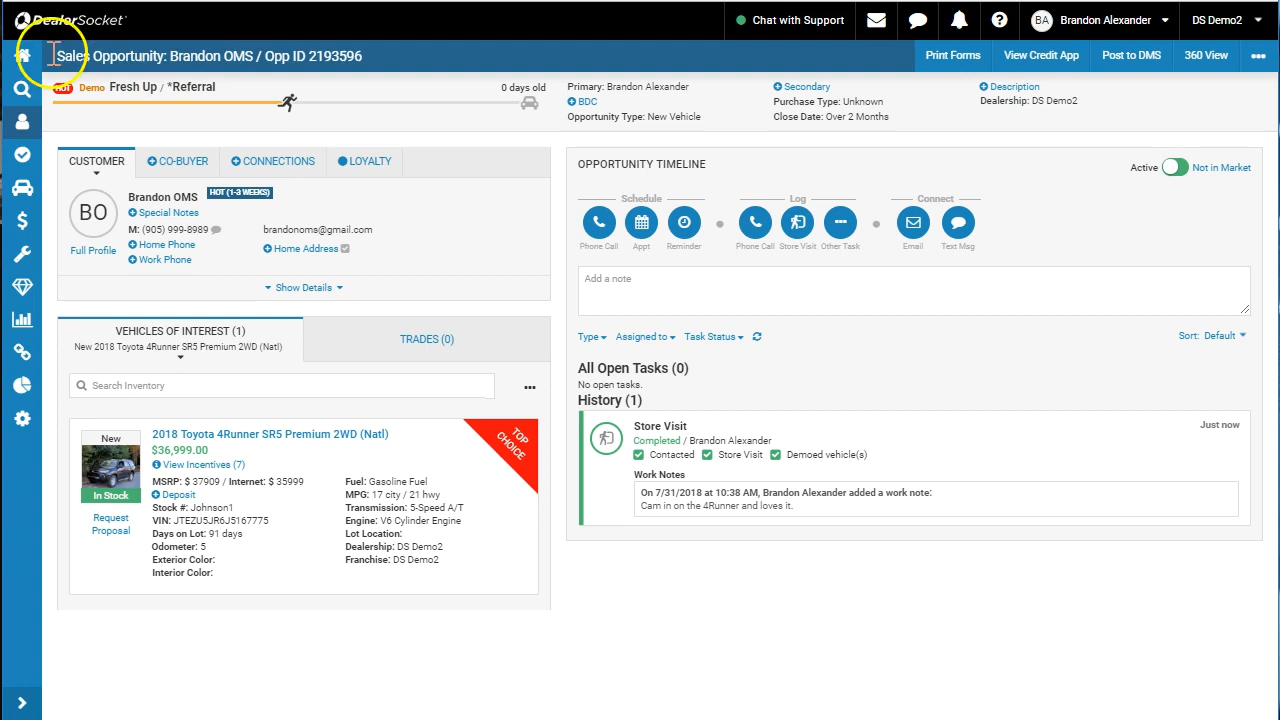 DealerSocket
Chat with Support
BA Brandon Alexander
DS Demo2
Sales Opportunity: Brandon OMS / Opp ID 2193596
Print Forms
View Credit App
Post to DMS
360 View
HOT Demo Fresh Up / *Referral
0 days old
Primary: Brandon Alexander
BDC
Opportunity Type: New Vehicle
Secondary
Purchase Type: Unknown
Close Date: Over 2 Months
Description
Dealership: DS Demo2
CUSTOMER
CO-BUYER
CONNECTIONS
LOYALTY
BO
Full Profile
Brandon OMS HOT (1-3 WEEKS)
Special Notes
M: (905) 999-8989
Home Phone
Work Phone
brandonoms@gmail.com
Home Address
Show Details
VEHICLES OF INTEREST (1)
New 2018 Toyota 4Runner SR5 Premium 2WD (Natl)
TRADES (0)
Search Inventory
New
In Stock
Request
Proposal
2018 Toyota 4Runner SR5 Premium 2WD (Natl)
$36,999.00
View Incentives (7)
MSRP: $ 37909 / Internet: $ 35999
Deposit
Stock #: Johnson1
VIN: JTEZU5JR6J5167775
Days on Lot: 91 days
Odometer: 5
Exterior Color:
Interior Color:
Fuel: Gasoline Fuel
MPG: 17 city / 21 hwy
Transmission: 5-Speed A/T
Engine: V6 Cylinder Engine
Lot Location:
Dealership: DS Demo2
Franchise: DS Demo2
TOP
CHOICE
OPPORTUNITY TIMELINE
Active
Not in Market
Schedule
Log
Connect
Phone Call
Appt
Reminder
Phone Call
Store Visit
Other Task
Email
Text Msg
Add a note
Type
Assigned to
Task Status
Sort: Default
All Open Tasks (0)
No open tasks.
History (1)
Store Visit
Just now
Completed / Brandon Alexander
Contacted
Store Visit
Demoed vehicle(s)
Work Notes
On 7/31/2018 at 10:38 AM, Brandon Alexander added a work note:
Cam in on the 4Runner and loves it.